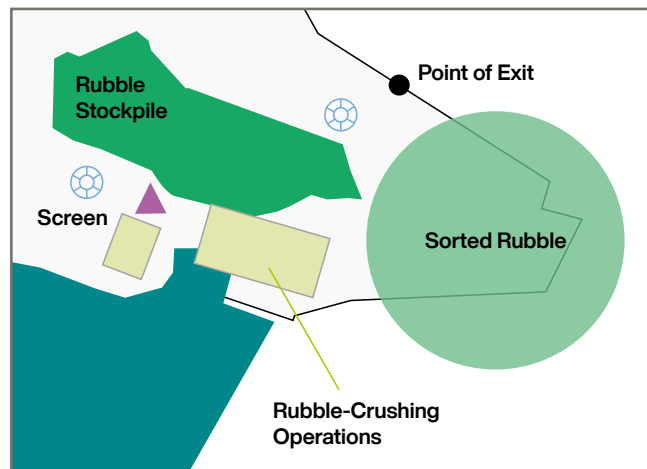 Point of Exit
Rubble
Stockpile
Screen
Sorted Rubble
Rubble-Crushing
Operations